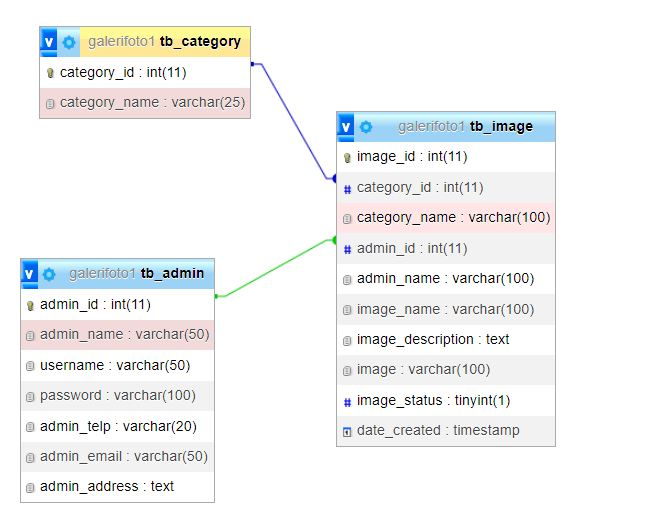 v galerifoto1 tb_category
category_id : int(11)
category_name : varchar(25)
v galerifoto1 tb_image
image_id : int(11)
# category_id : int(11)
category_name : varchar(100)
# admin_id : int(11)
admin_name : varchar(100)
image_name : varchar(100)
image_description : text
image : varchar(100)
# image_status : tinyint(1)
date_created : timestamp
v galerifoto1 tb_admin
admin_id : int(11)
admin_name : varchar(50)
username : varchar(50)
password : varchar(100)
admin_telp : varchar(20)
admin_email : varchar(50)
admin_address : text